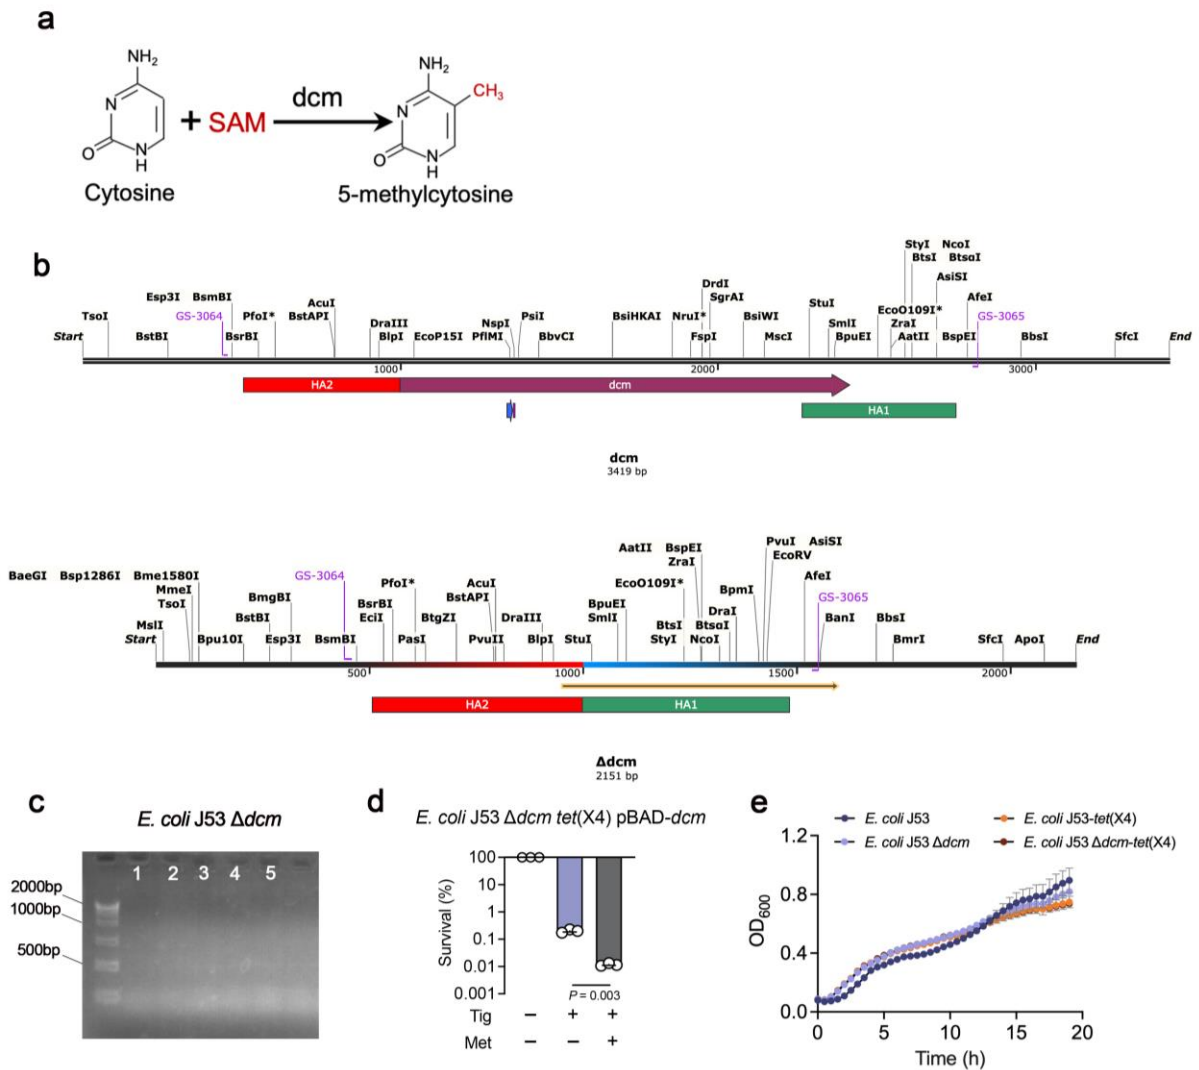 a
NH2
N
O
N
H
Cytosine
+ SAM
dcm
NH2
CH3
N
O
N
H
5-methylcytosine
b
StyI NcoI
BtsI BtsαI
DrdI AsiSI
Esp3I BsmBI SgrAI AfeI
TsoI GS-3064 PfoI* BstAPI AcuI PsiI BsiHKAI NruI* BsiWI StuI EcoO109I* GS-3065
DraIII NspI SmlI ZraI
Start BstBI BsrBI BlpI EcoP15I PflMI BbvCI FspI MscI BpuEI AatII BspEI BbsI SfcI End
1000 2000 3000
HA2 dcm
HA1
dcm
3419 bp
PvuI AsiSI
AatII BspEI EcoRV
ZraI
BaeGI Bsp1286I Bme1580I GS-3064 PfoI* AcuI EcoO109I* BpmI AfeI
MmeI BmgBI BstAPI GS-3065
TsoI BsrBI BpuEI DraI
MslI BstBI EciI BtgZI DraIII SmlI BtsI BtsαI BanI BbsI
Start Bpu10I Esp3I BsmBI PasI PvuII BlpI StuI StyI NcoI BmrI SfcI ApoI End
500 1000 1500 2000
HA2 HA1
Δdcm
2151 bp
c
E. coli J53 Δdcm
1 2 3 4 5
2000bp
1000bp
500bp
d
E. coli J53 Δdcm tet(X4) pBAD-dcm
Survival (%)
100
10
1
0.1
0.01
0.001
P = 0.003
Tig − + +
Met − − +
e
E. coli J53 E. coli J53-tet(X4)
E. coli J53 Δdcm E. coli J53 Δdcm-tet(X4)
OD600
1.2
0.8
0.4
0.0
0 5 10 15 20
Time (h)